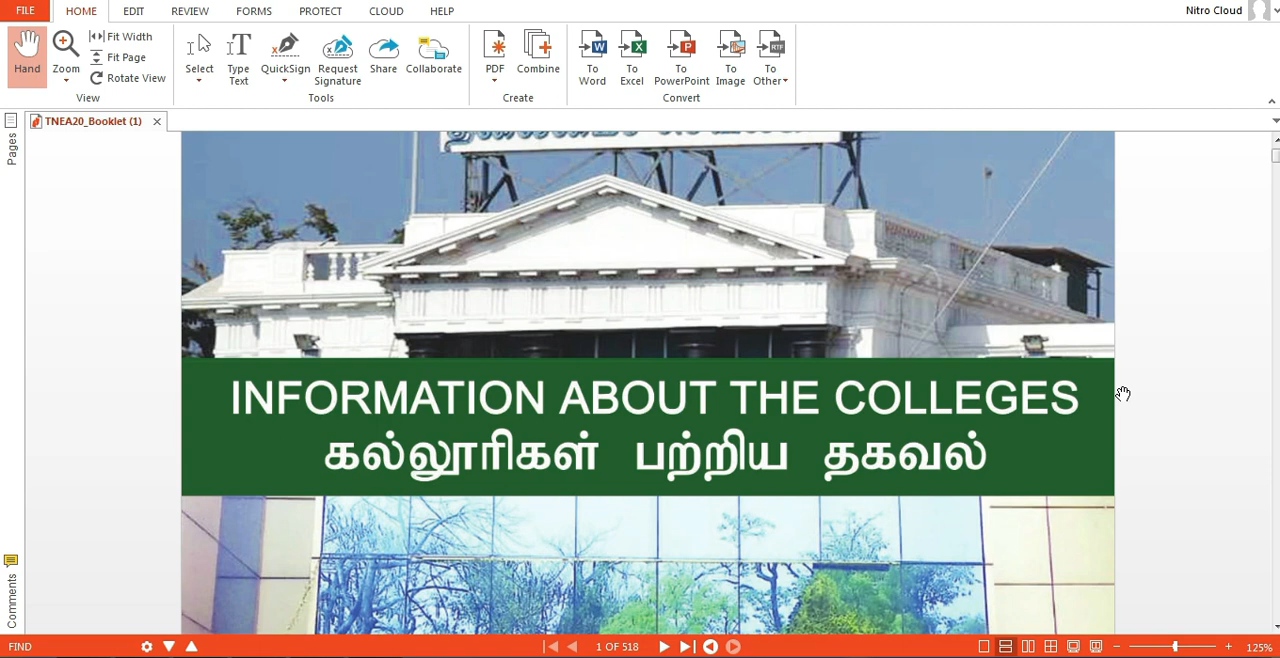 FILE HOME EDIT REVIEW FORMS PROTECT CLOUD HELP Nitro Cloud
Hand Zoom Fit Width Fit Page Rotate View
Select Type Text QuickSign Request Signature Share Collaborate
PDF Combine
To Word To Excel To PowerPoint To Image To Other
View Tools Create Convert
TNEA20_Booklet (1)
Pages
INFORMATION ABOUT THE COLLEGES
கல்லூரிகள் பற்றிய தகவல்
Comments
FIND 1 OF 518 125%